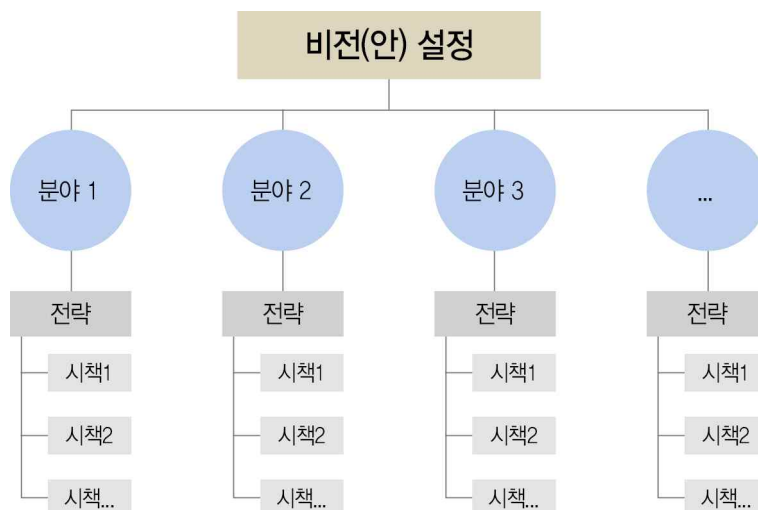 비전(안) 설정
분야 1
분야 2
분야 3
...
전략
전략
전략
전략
시책1
시책1
시책1
시책1
시책2
시책2
시책2
시책2
시책...
시책...
시책...
시책...